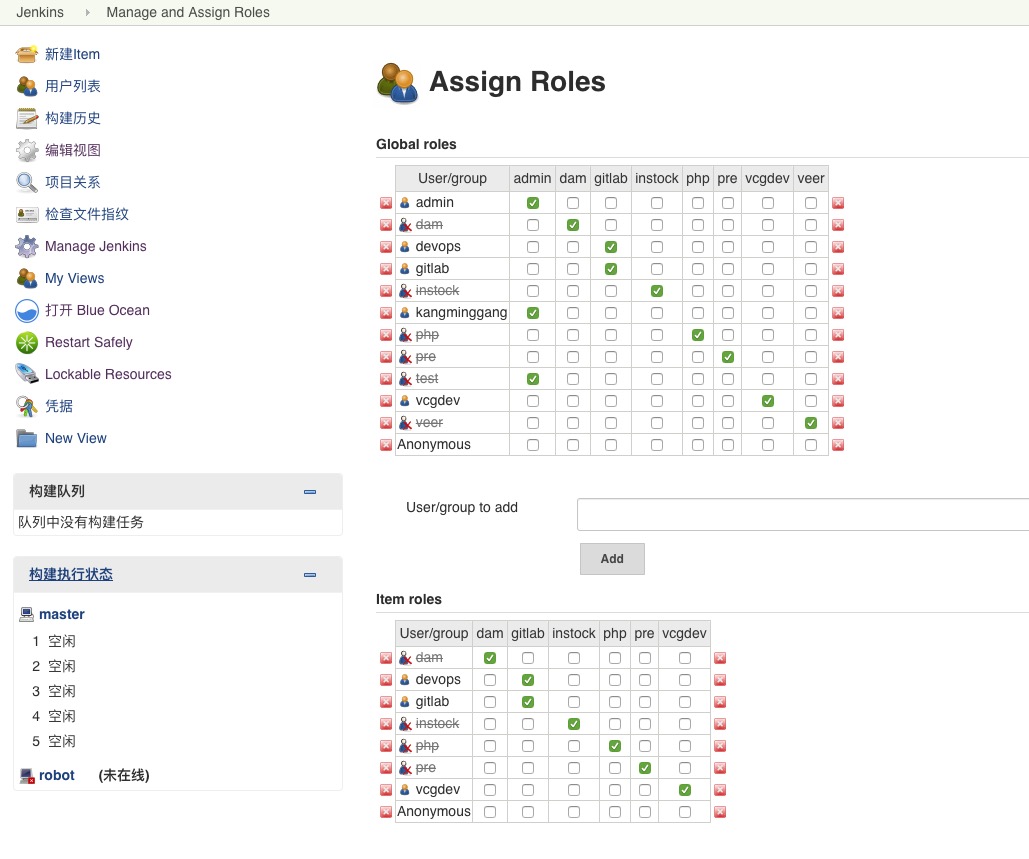 Jenkins Manage and Assign Roles
新建Item
用户列表
构建历史
编辑视图
项目关系
检查文件指纹
Manage Jenkins
My Views
打开 Blue Ocean
Restart Safely
Lockable Resources
凭据
New View
构建队列
队列中没有构建任务
构建执行状态
master
1 空闲
2 空闲
3 空闲
4 空闲
5 空闲
robot (未在线)
Assign Roles
Global roles
User/group admin dam gitlab instock php pre vcgdev veer
admin
dam
devops
gitlab
instock
kangminggang
php
pre
test
vcgdev
veer
Anonymous
User/group to add
Add
Item roles
User/group dam gitlab instock php pre vcgdev
dam
devops
gitlab
instock
php
pre
vcgdev
Anonymous